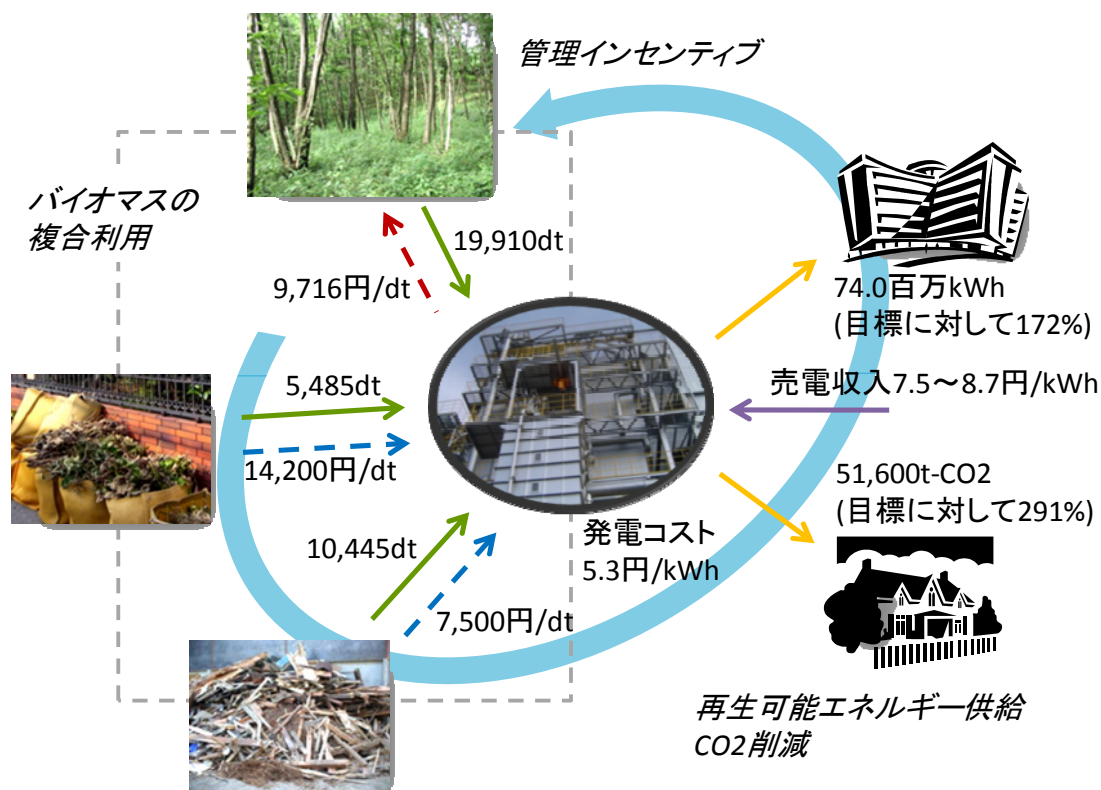 管理インセンティブ
バイオマスの
複合利用
19,910dt
9,716円/dt
74.0百万kWh
(目標に対して172%)
5,485dt
売電収入7.5～8.7円/kWh
14,200円/dt
51,600t-CO2
(目標に対して291%)
発電コスト
5.3円/kWh
10,445dt
7,500円/dt
再生可能エネルギー供給
CO2削減